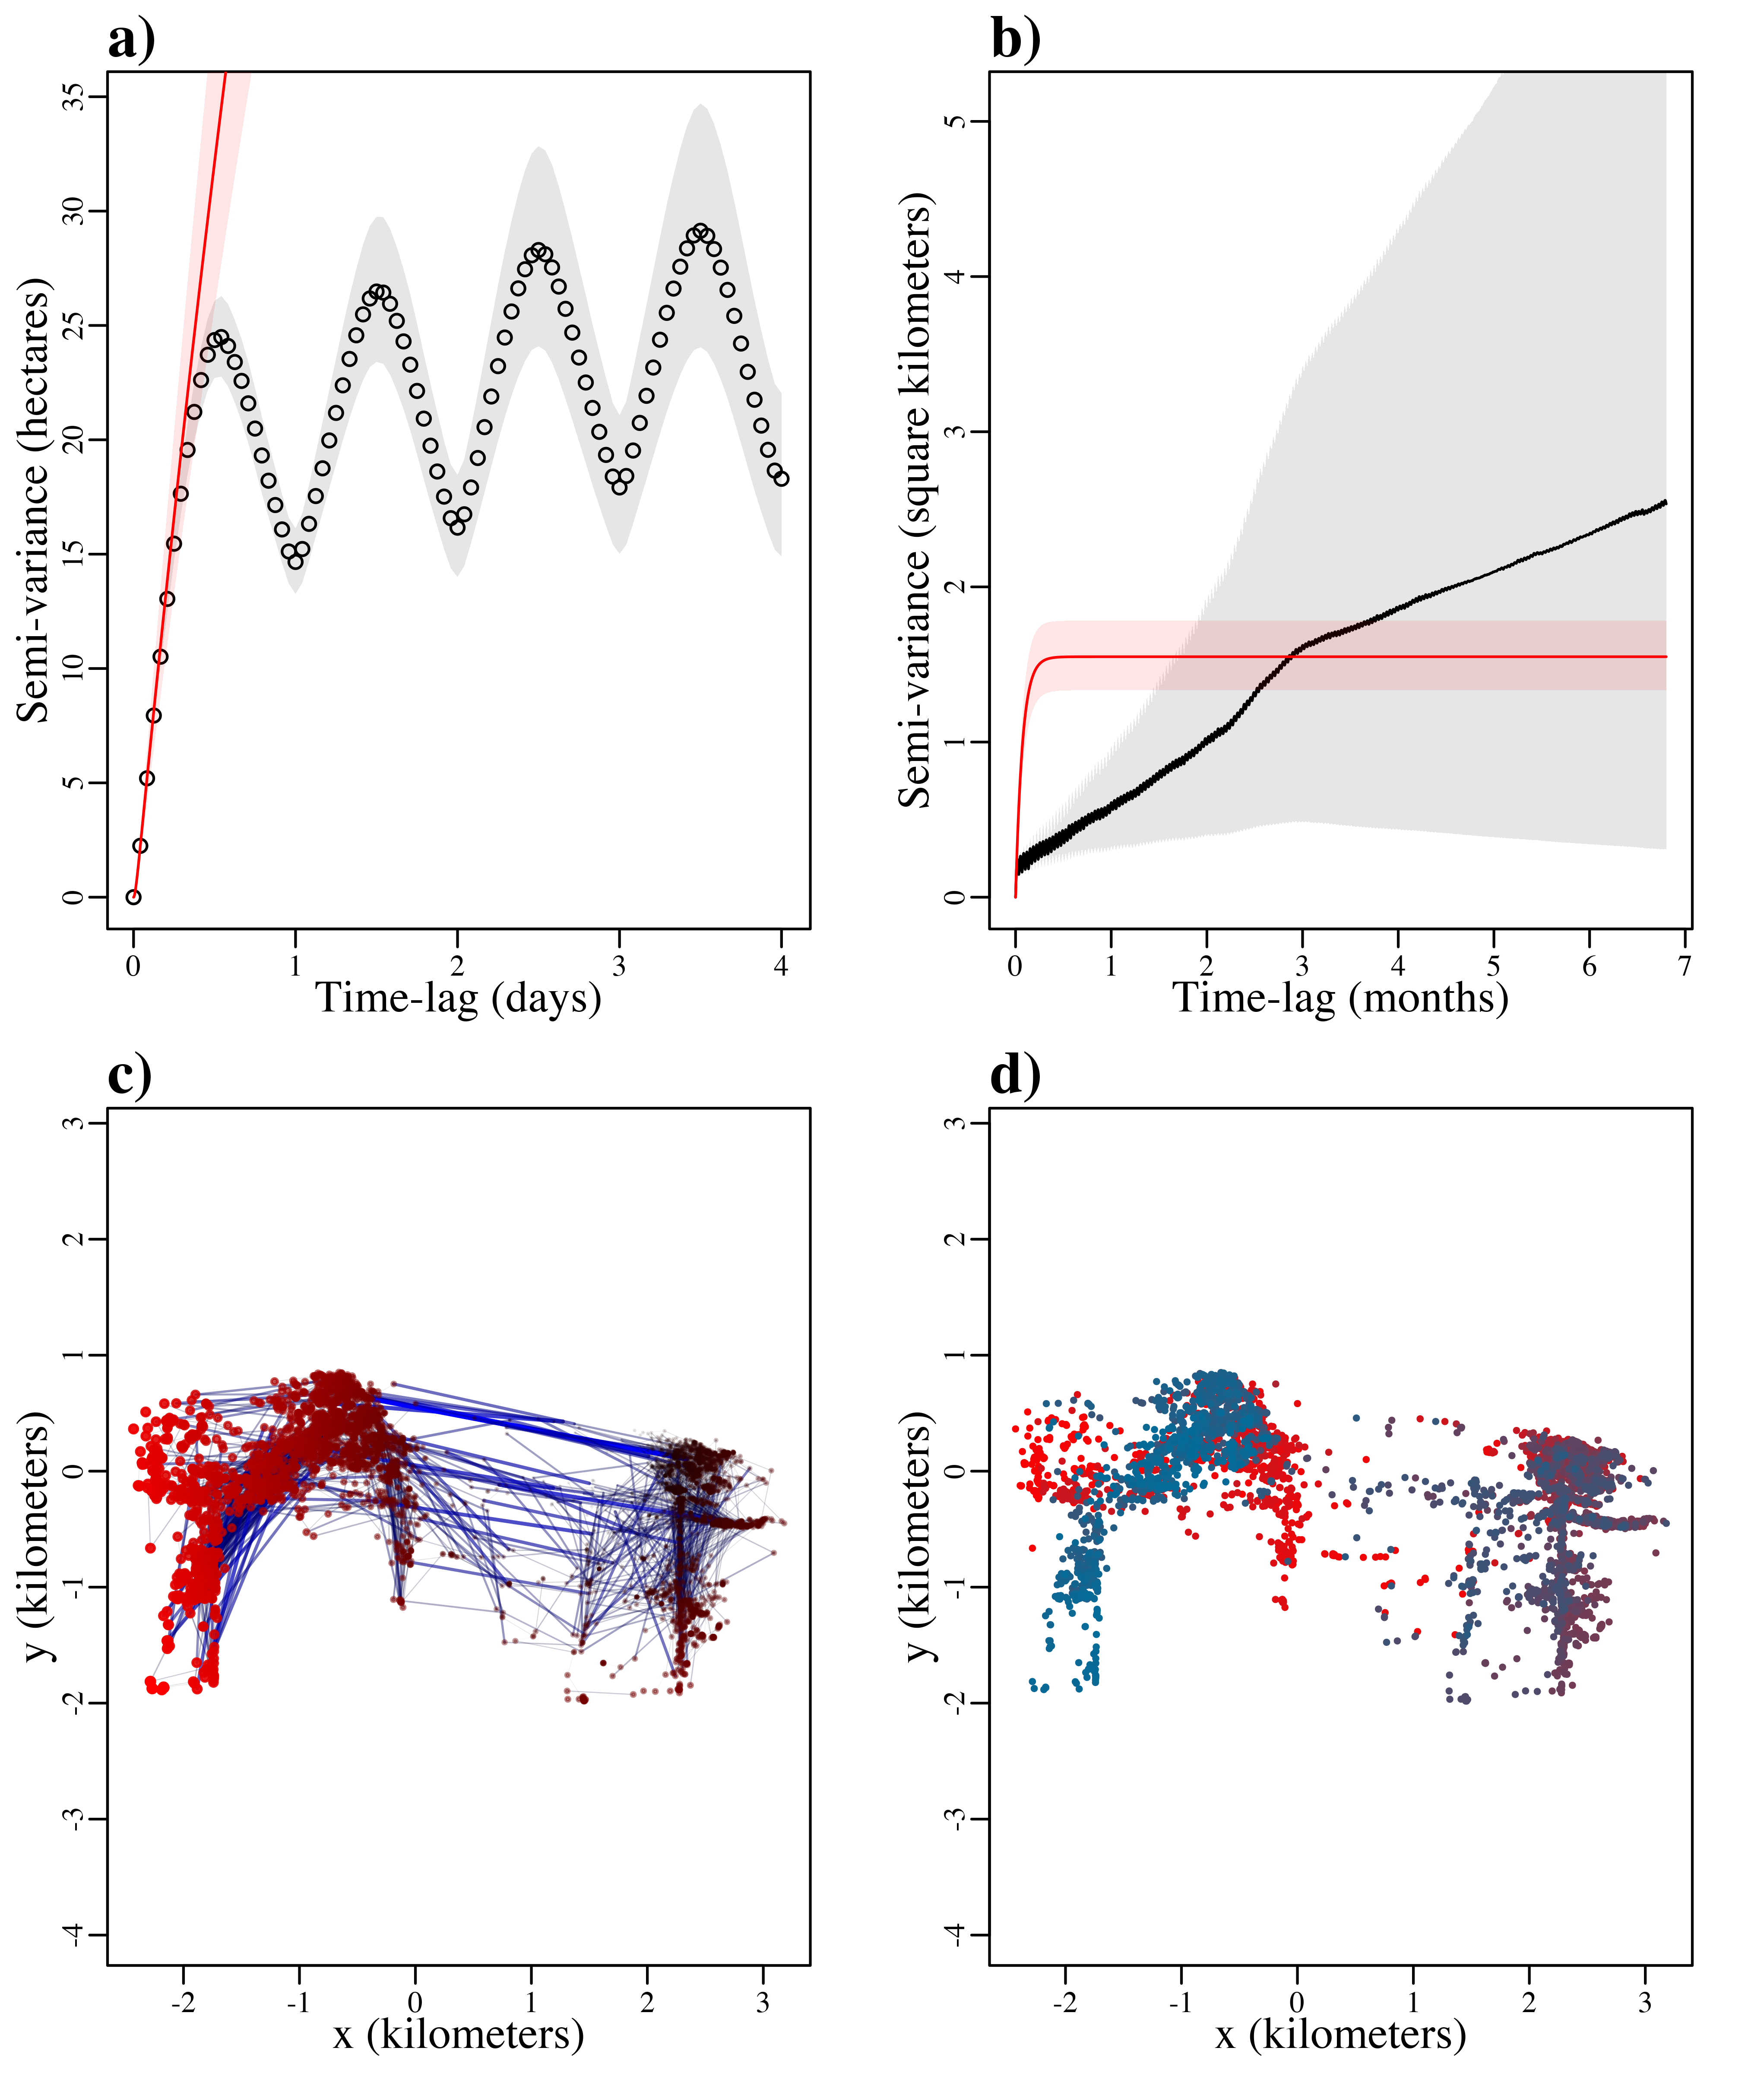 a)
Semi-variance (hectares)
35
30
25
20
15
10
5
0
0 1 2 3 4
Time-lag (days)
b)
Semi-variance (square kilometers)
5
4
3
2
1
0
0 1 2 3 4 5 6 7
Time-lag (months)
c)
y (kilometers)
3
2
1
0
-1
-2
-3
-4
-2 -1 0 1 2 3
x (kilometers)
d)
y (kilometers)
3
2
1
0
-1
-2
-3
-4
-2 -1 0 1 2 3
x (kilometers)